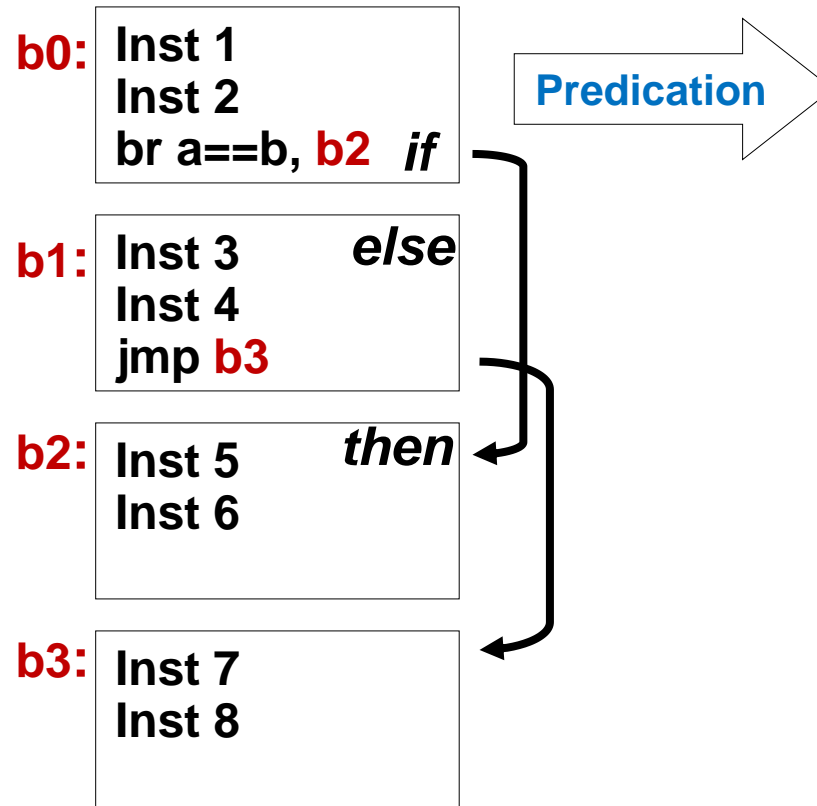 b0:
Inst 1
Inst 2
br a==b, b2 if
Predication
b1:
Inst 3 else
Inst 4
jmp b3
b2:
Inst 5 then
Inst 6
b3:
Inst 7
Inst 8